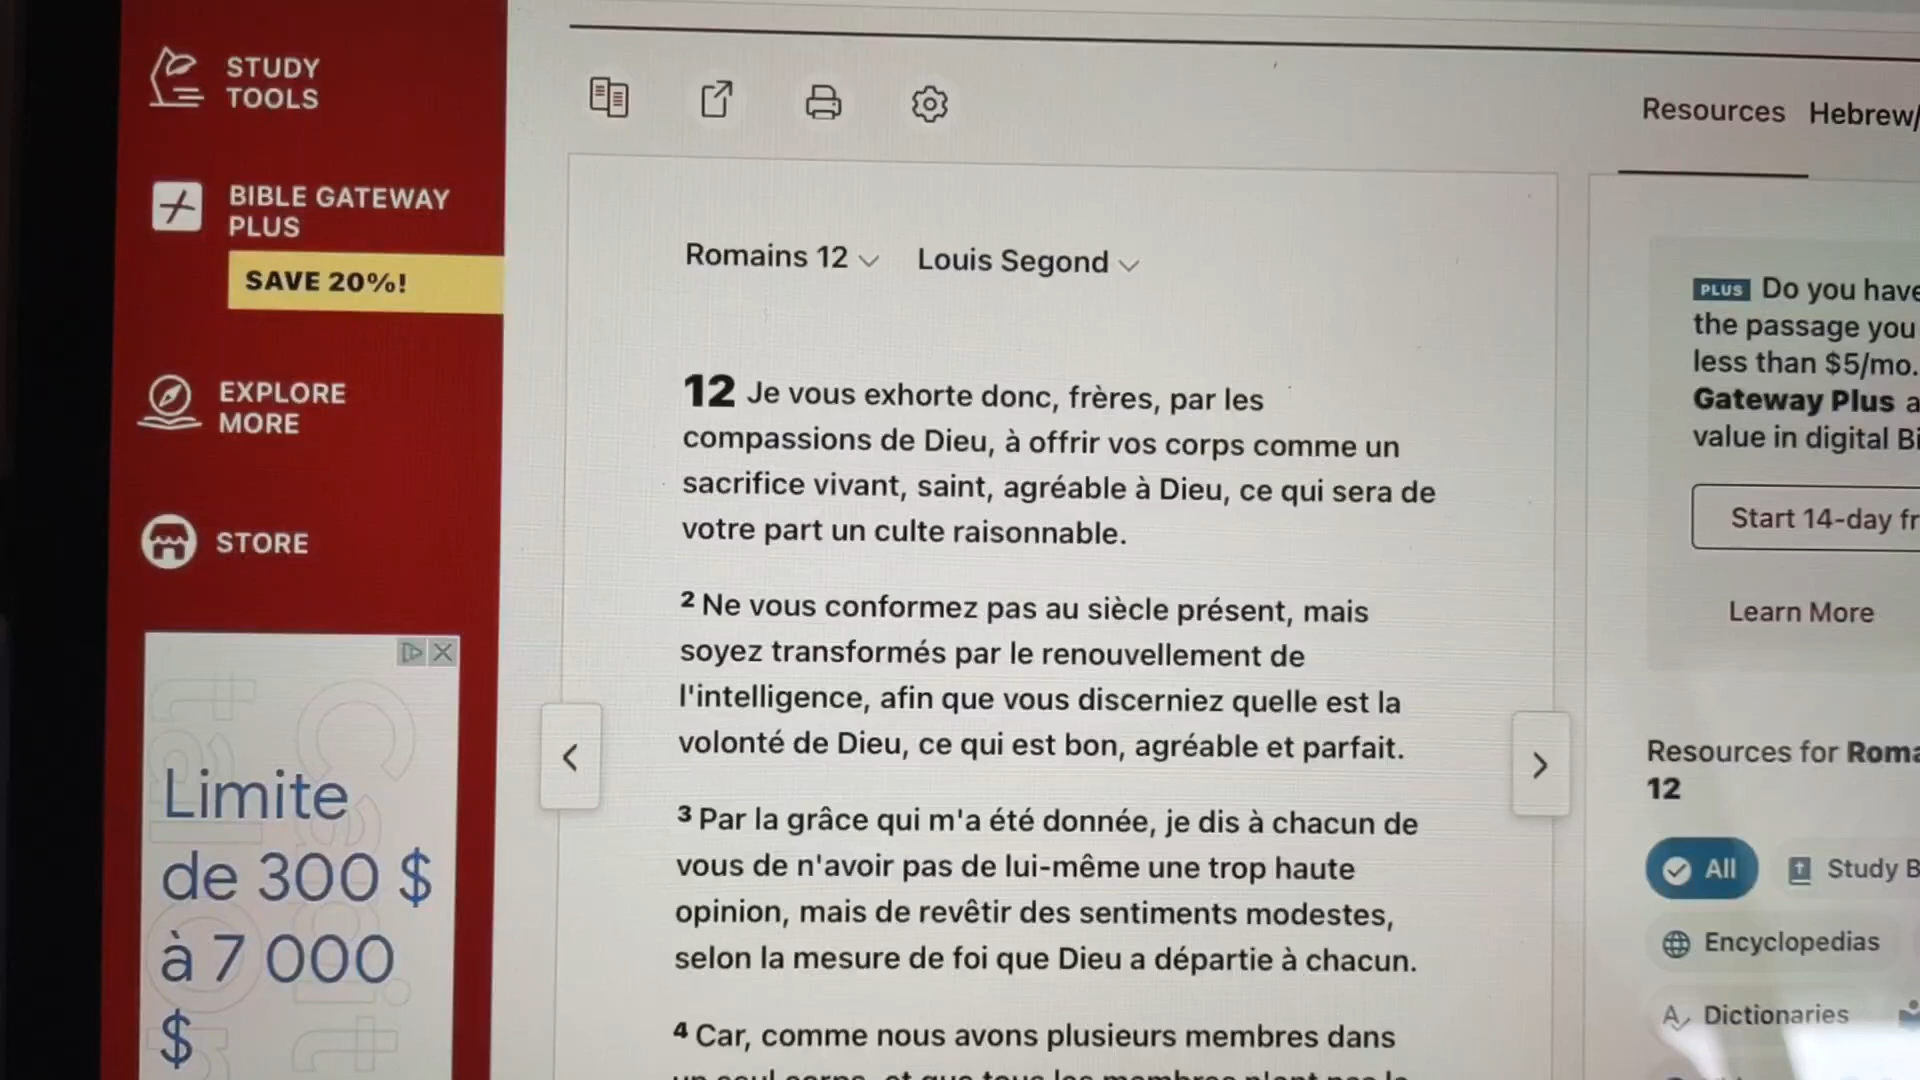 STUDY
TOOLS
BIBLE GATEWAY
PLUS
SAVE 20%!
EXPLORE
MORE
STORE
Limite
de 300 $
à 7 000
$
Romains 12
Louis Segond
12 Je vous exhorte donc, frères, par les
compassions de Dieu, à offrir vos corps comme un
sacrifice vivant, saint, agréable à Dieu, ce qui sera de
votre part un culte raisonnable.
2 Ne vous conformez pas au siècle présent, mais
soyez transformés par le renouvellement de
l'intelligence, afin que vous discerniez quelle est la
volonté de Dieu, ce qui est bon, agréable et parfait.
3 Par la grâce qui m'a été donnée, je dis à chacun de
vous de n'avoir pas de lui-même une trop haute
opinion, mais de revêtir des sentiments modestes,
selon la mesure de foi que Dieu a départie à chacun.
4 Car, comme nous avons plusieurs membres dans
Resources Hebrew/
PLUS Do you have
the passage you
less than $5/mo.
Gateway Plus a
value in digital Bi
Start 14-day fr
Learn More
Resources for Roma
12
All
Study B
Encyclopedias
Dictionaries